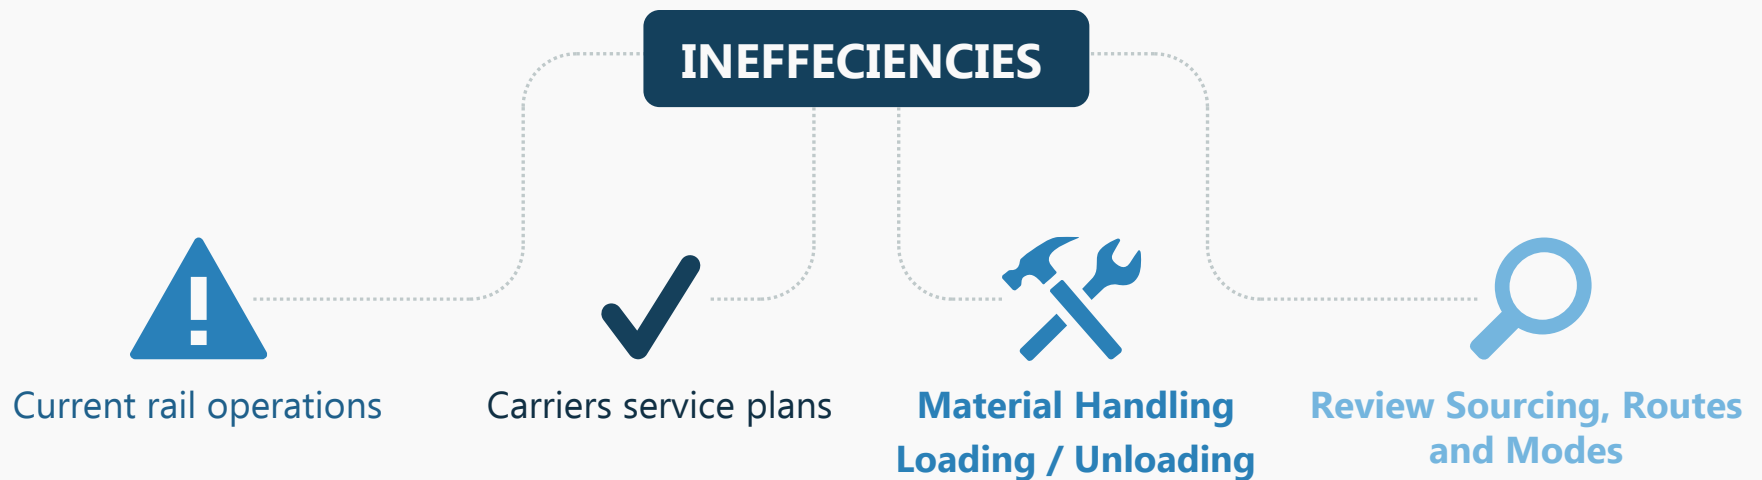 INEFFECIENCIES
Current rail operations
Carriers service plans
Material Handling
Loading / Unloading
Review Sourcing, Routes
and Modes